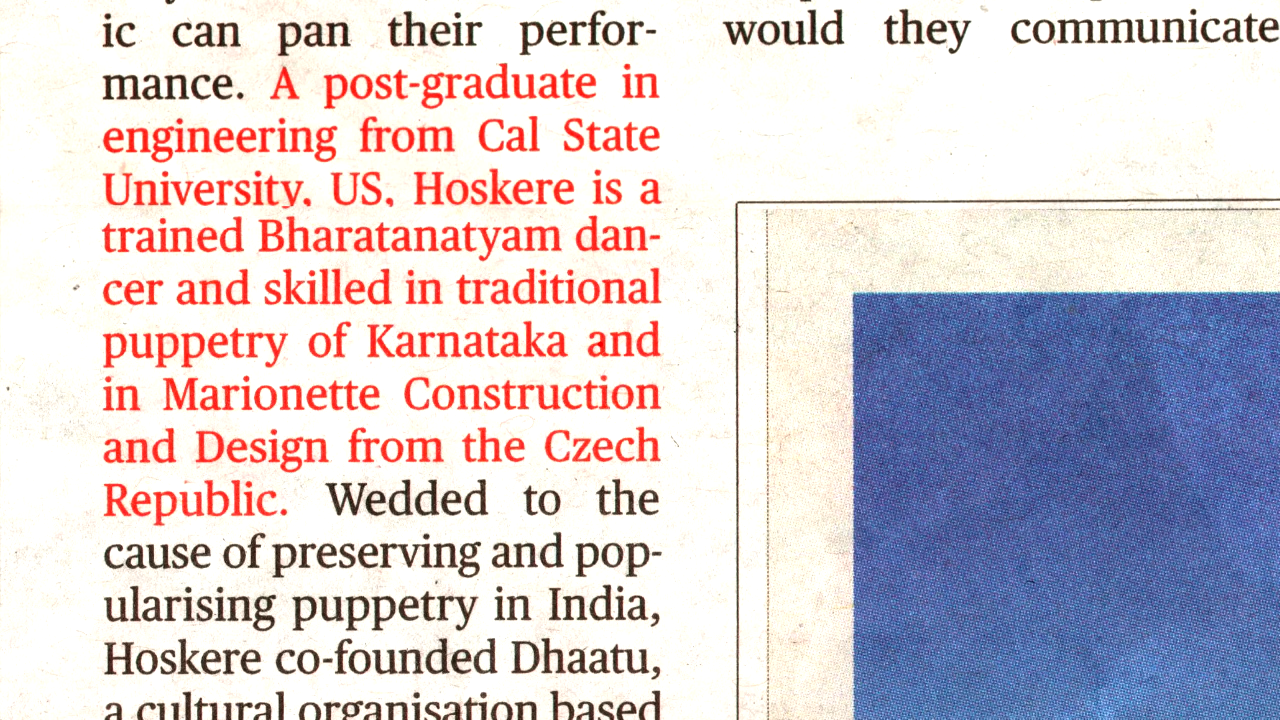 ic can pan their perfor-
mance. A post-graduate in
engineering from Cal State
University, US, Hoskere is a
trained Bharatanatyam dan-
cer and skilled in traditional
puppetry of Karnataka and
in Marionette Construction
and Design from the Czech
Republic. Wedded to the
cause of preserving and pop-
ularising puppetry in India,
Hoskere co-founded Dhaatu,
a cultural organisation based
would they communicate